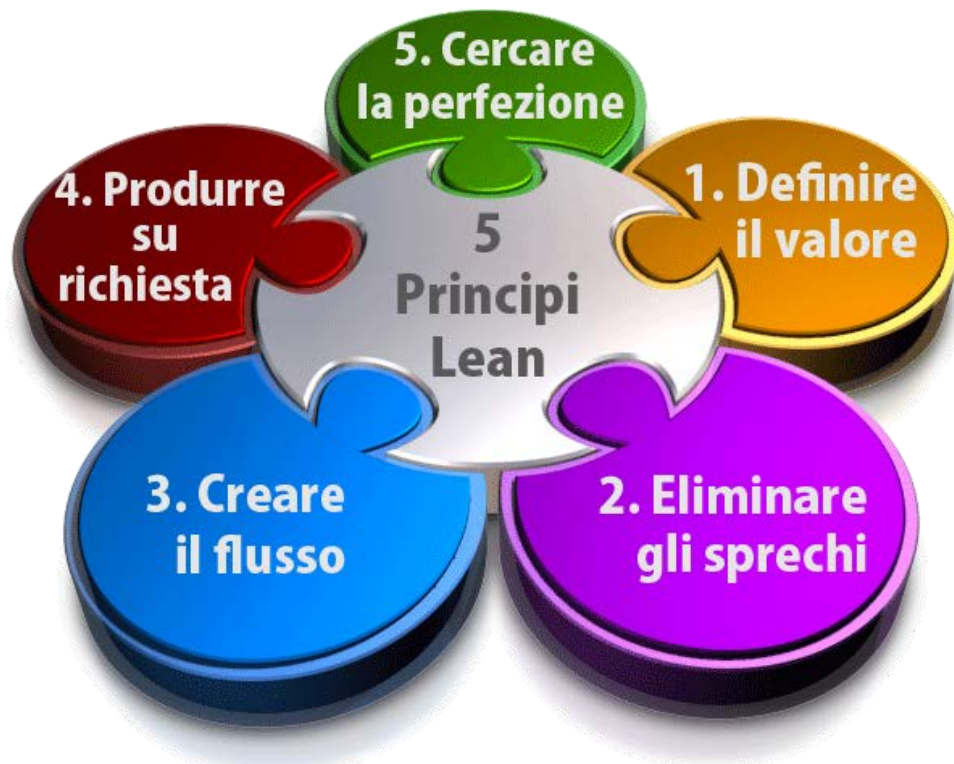 5 Principi Lean
1. Definire
il valore
2. Eliminare
gli sprechi
3. Creare
il flusso
4. Produrre
su
richiesta
5. Cercare
la perfezione